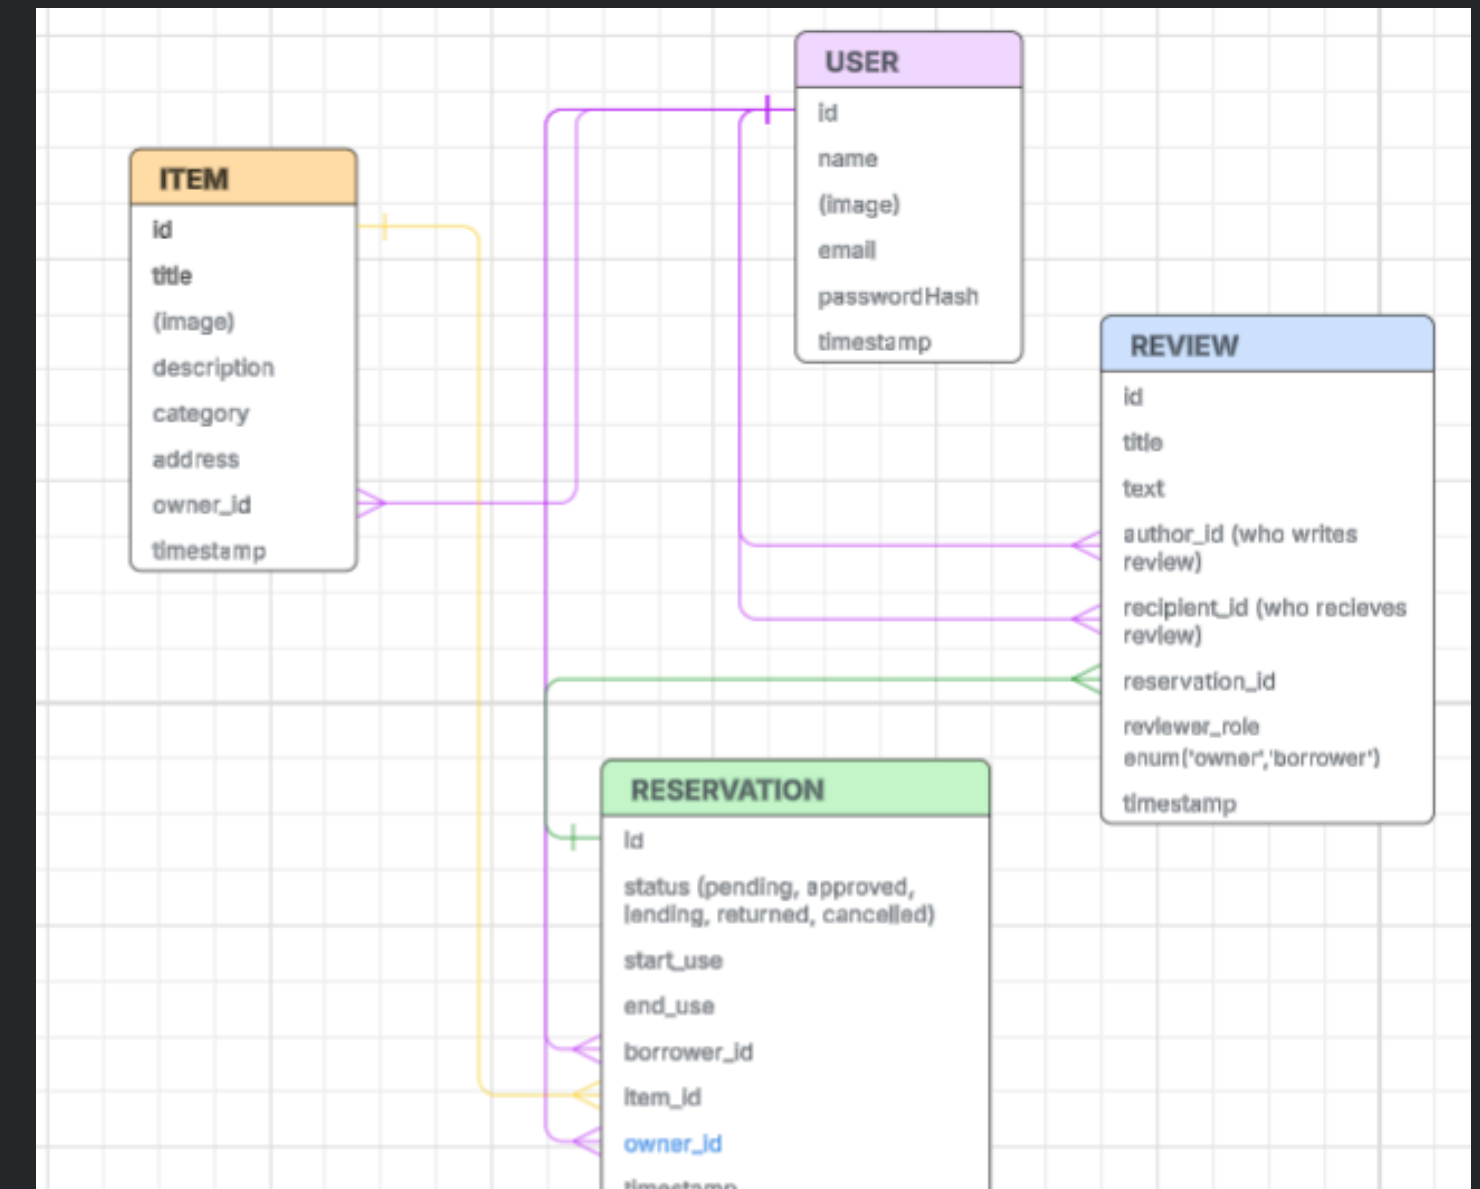 USER
id
name
(image)
email
passwordHash
timestamp
ITEM
id
title
(image)
description
category
address
owner_id
timestamp
REVIEW
id
title
text
author_id (who writes
review)
recipient_id (who recieves
review)
reservation_id
reviewer_role
enum('owner','borrower')
timestamp
RESERVATION
id
status (pending, approved,
lending, returned, cancelled)
start_use
end_use
borrower_id
item_id
owner_id
timestamp